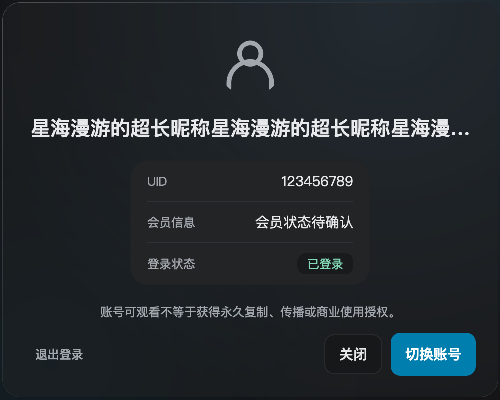 星海漫游的超长昵称星海漫游的超长昵称星海漫...
UID 123456789
会员信息 会员状态待确认
登录状态 已登录
账号可观看不等于获得永久复制、传播或商业使用授权。
退出登录 关闭 切换账号